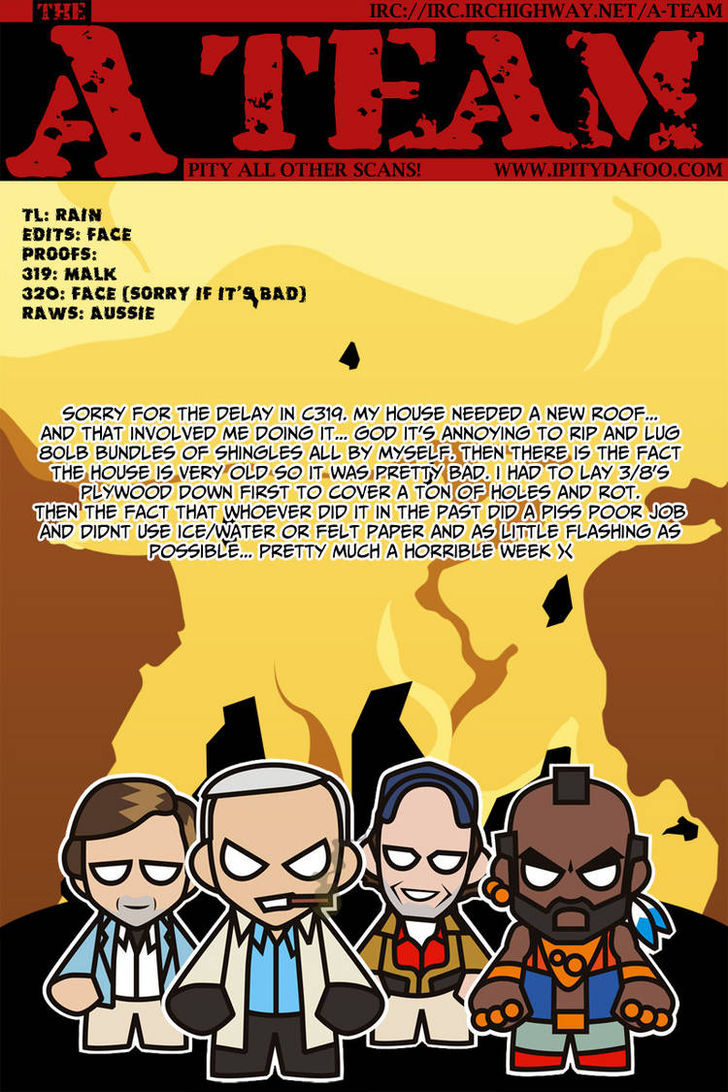 THE
IRC://IRC.IRCHIGHWAY.NET/A-TEAM
A TEAM
PITY ALL OTHER SCANS!
WWW.IPITYDAFOO.COM
TL: RAIN
EDITS: FACE
PROOFS:
319: MALK
320: FACE (SORRY IF IT'S BAD)
RAWS: AUSSIE
SORRY FOR THE DELAY IN C319. MY HOUSE NEEDED A NEW ROOF...
AND THAT INVOLVED ME DOING IT... GOD IT'S ANNOYING TO RIP AND LUG
80LB BUNDLES OF SHINGLES ALL BY MYSELF. THEN THERE IS THE FACT
THE HOUSE IS VERY OLD SO IT WAS PRETTY BAD. I HAD TO LAY 3/8'S
PLYWOOD DOWN FIRST TO COVER A TON OF HOLES AND ROT.
THEN THE FACT THAT WHOEVER DID IT IN THE PAST DID A PISS POOR JOB
AND DIDNT USE ICE/WATER OR FELT PAPER AND AS LITTLE FLASHING AS
POSSIBLE... PRETTY MUCH A HORRIBLE WEEK X